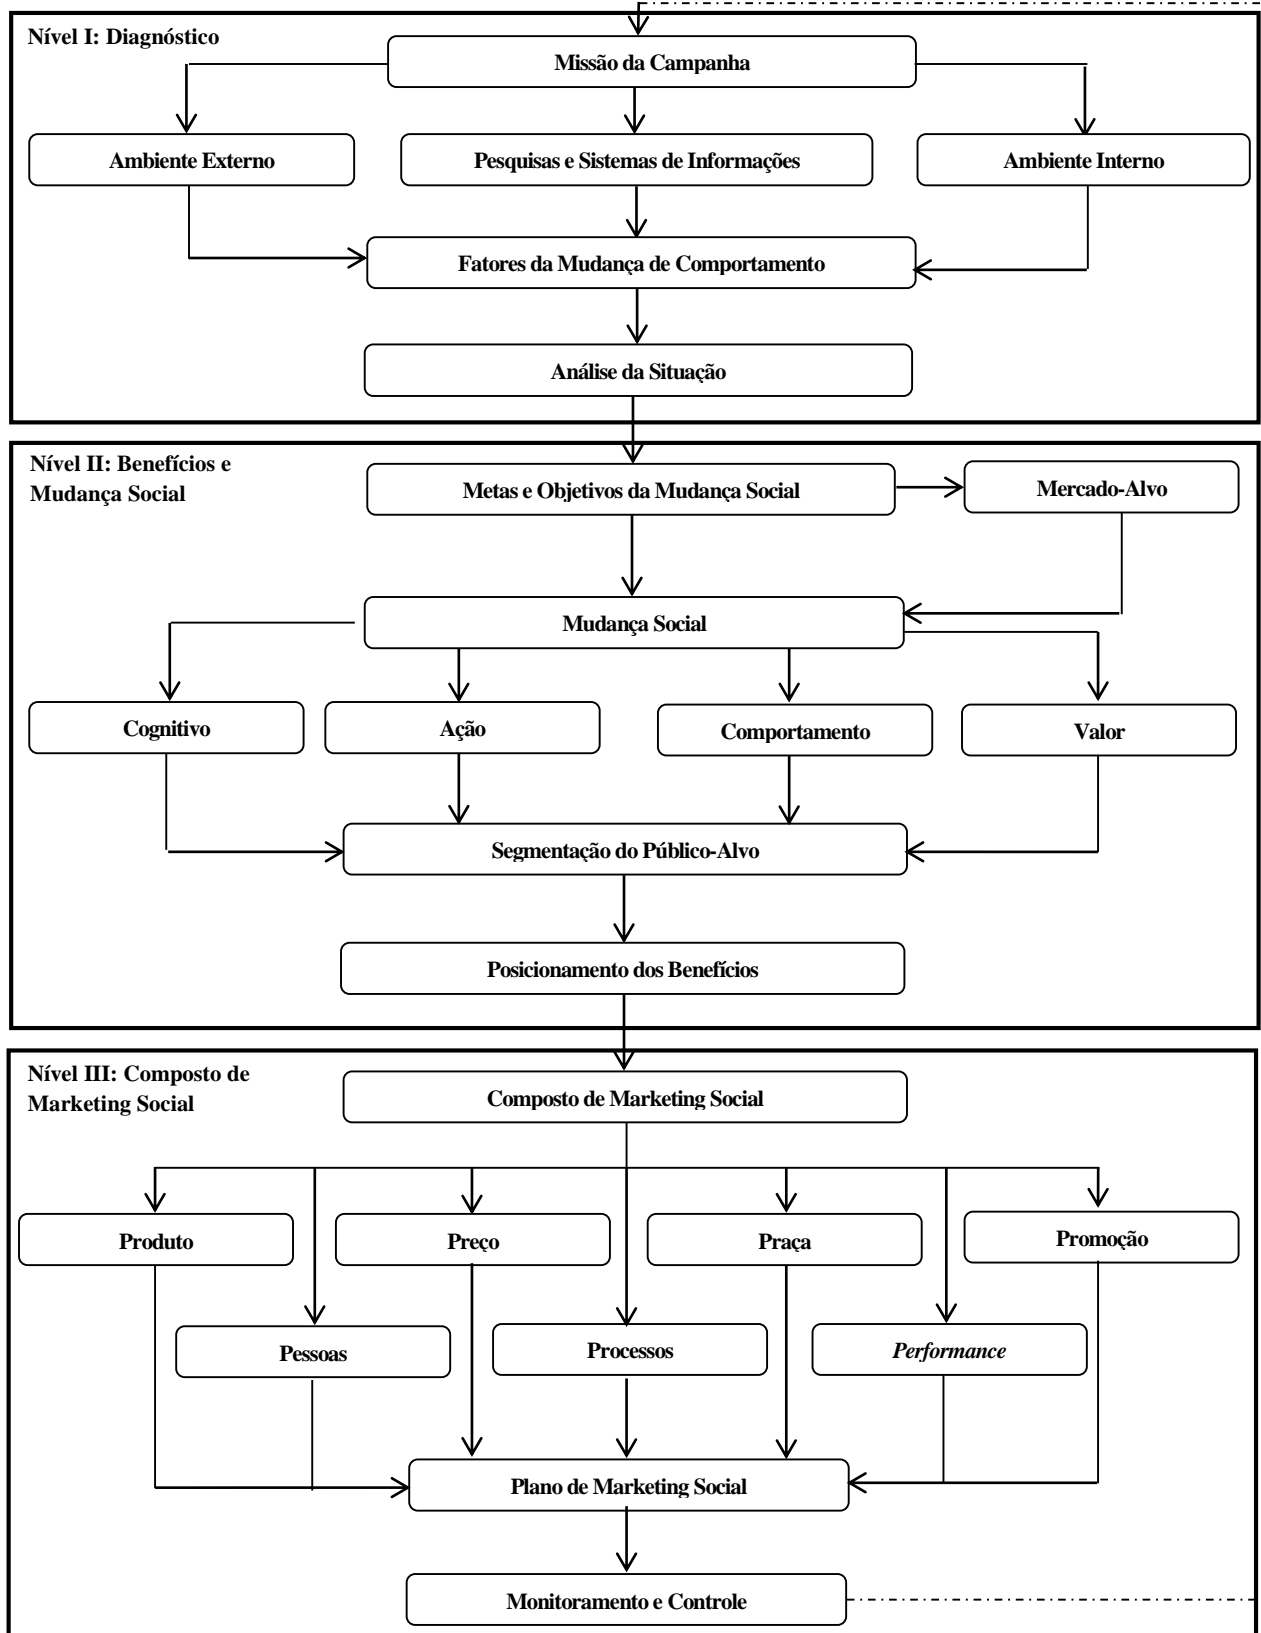 Nível I: Diagnóstico
Missão da Campanha
Ambiente Externo
Pesquisas e Sistemas de Informações
Ambiente Interno
Fatores da Mudança de Comportamento
Análise da Situação
Nível II: Benefícios e
Mudança Social
Metas e Objetivos da Mudança Social
Mercado-Alvo
Mudança Social
Cognitivo
Ação
Comportamento
Valor
Segmentação do Público-Alvo
Posicionamento dos Benefícios
Nível III: Composto de
Marketing Social
Composto de Marketing Social
Produto
Preço
Praça
Promoção
Pessoas
Processos
Performance
Plano de Marketing Social
Monitoramento e Controle